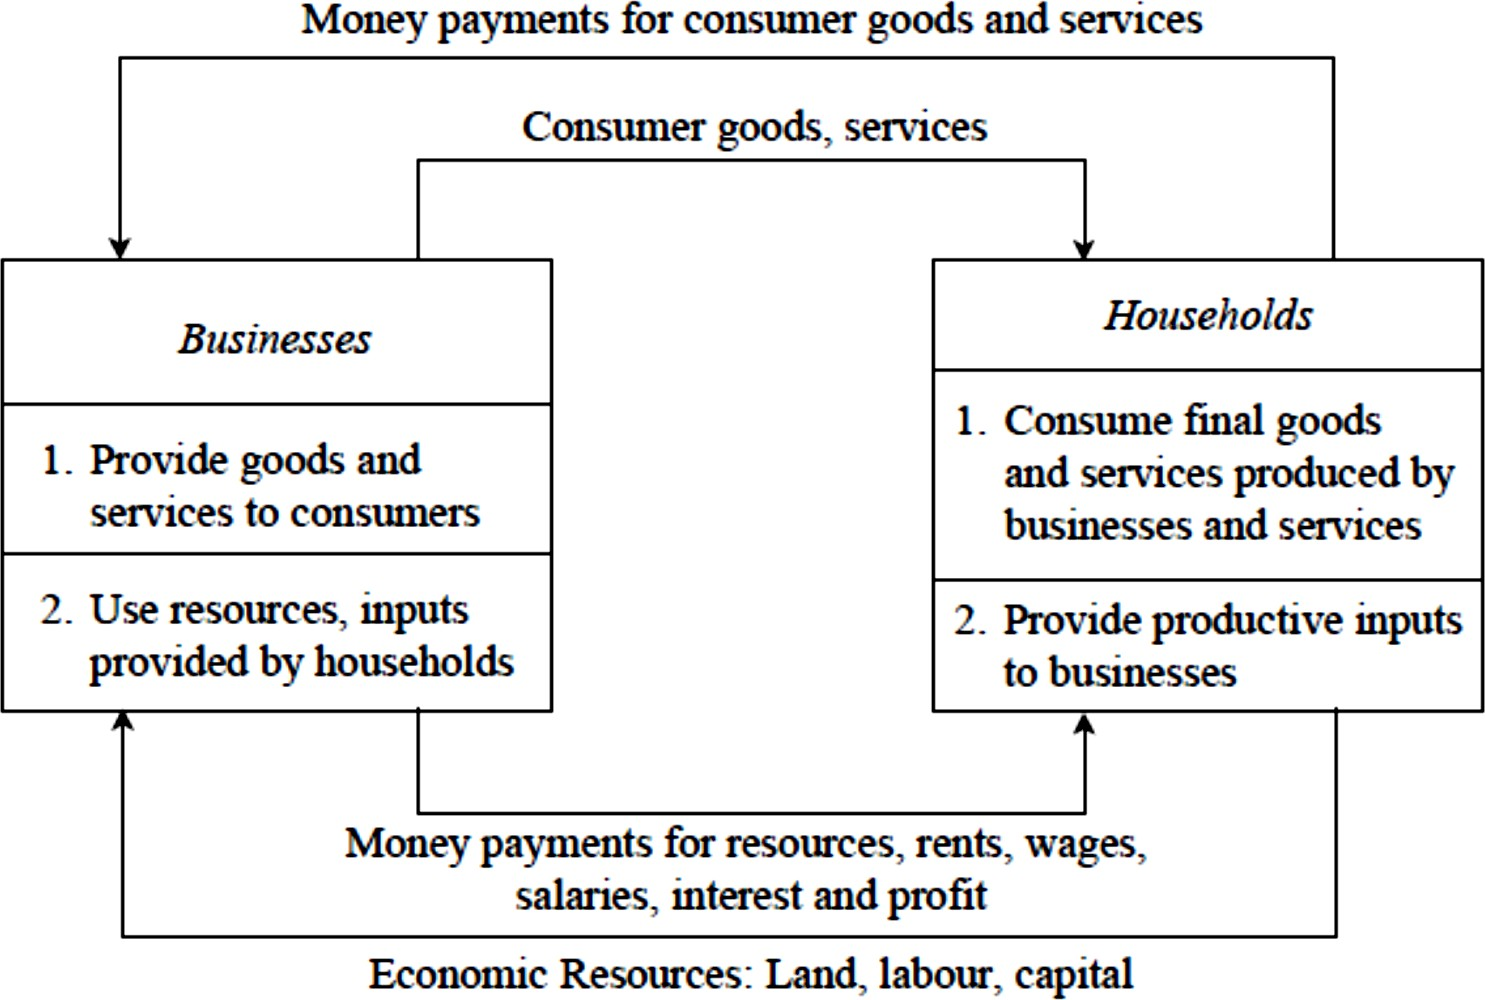 Money payments for consumer goods and services
Consumer goods, services
Businesses
1. Provide goods and
services to consumers
2. Use resources, inputs
provided by households
Households
1. Consume final goods
and services produced by
businesses and services
2. Provide productive inputs
to businesses
Money payments for resources, rents, wages,
salaries, interest and profit
Economic Resources: Land, labour, capital